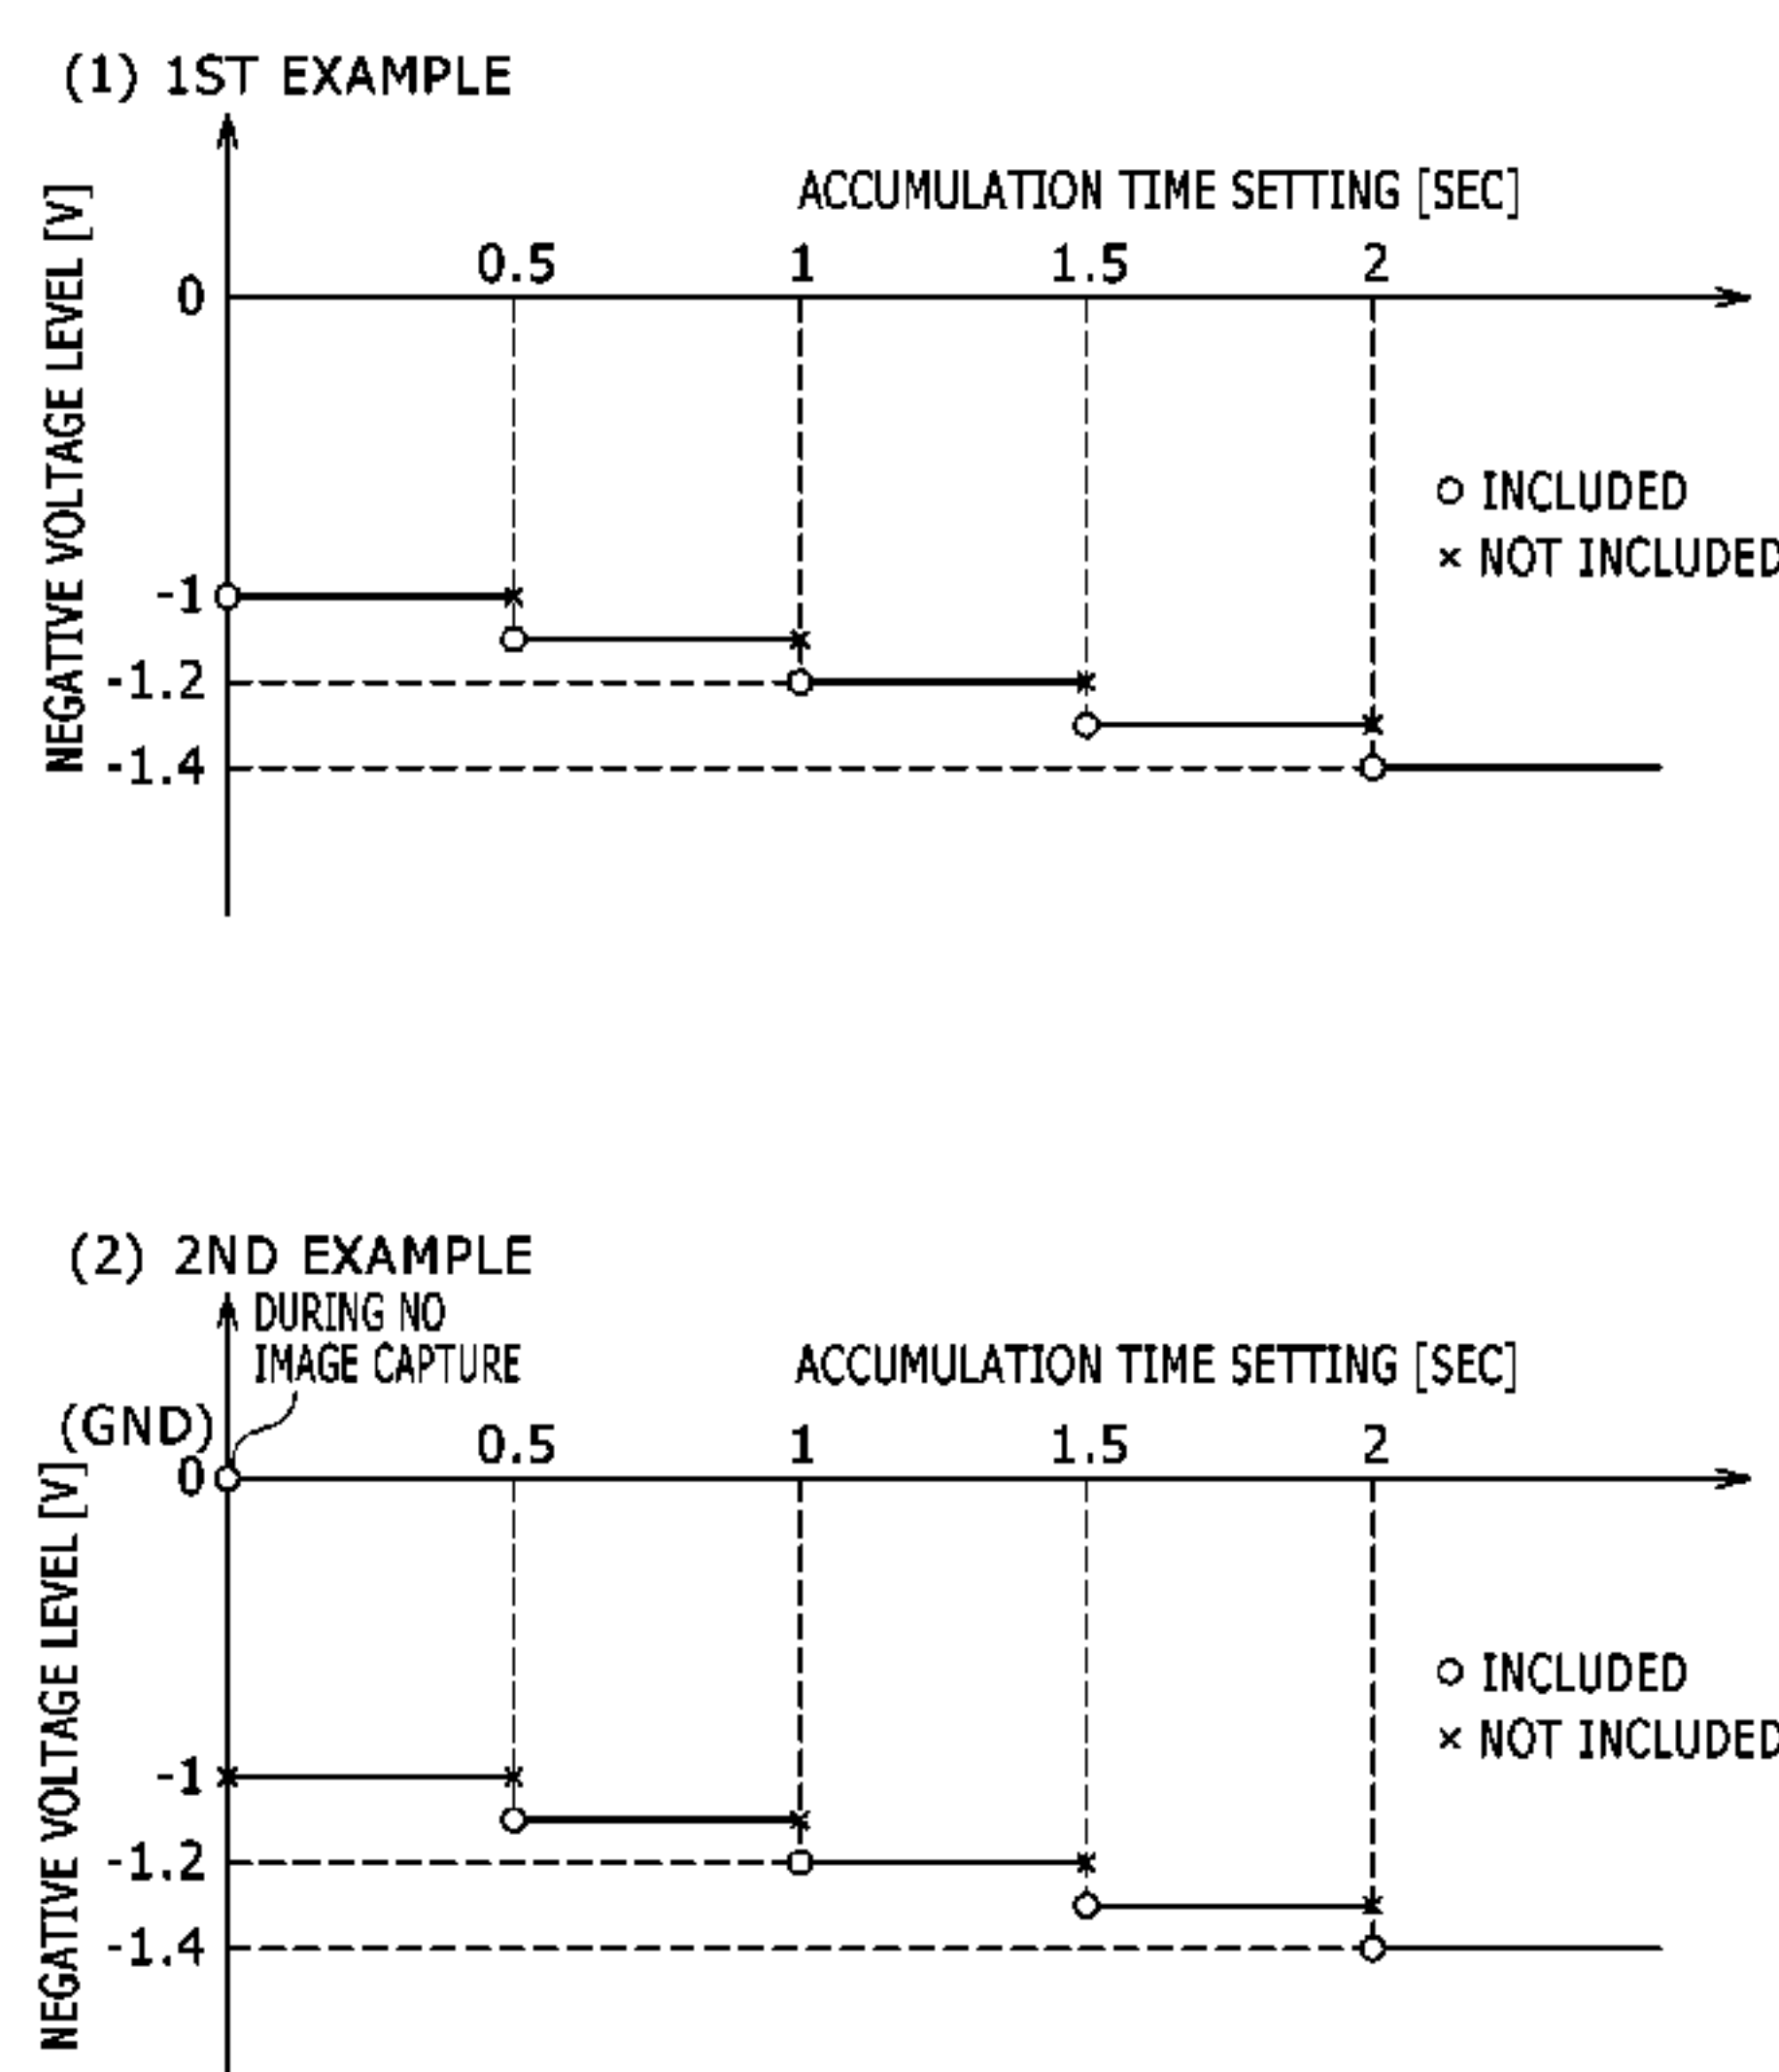 (1) 1ST EXAMPLE
NEGATIVE VOLTAGE LEVEL [V]
ACCUMULATION TIME SETTING [SEC]
0.5 1 1.5 2
0
○ INCLUDED
× NOT INCLUDED
-1
-1.2
-1.4
(2) 2ND EXAMPLE
DURING NO
IMAGE CAPTURE
ACCUMULATION TIME SETTING [SEC]
(GND)
0.5 1 1.5 2
0
NEGATIVE VOLTAGE LEVEL [V]
○ INCLUDED
× NOT INCLUDED
-1
-1.2
-1.4